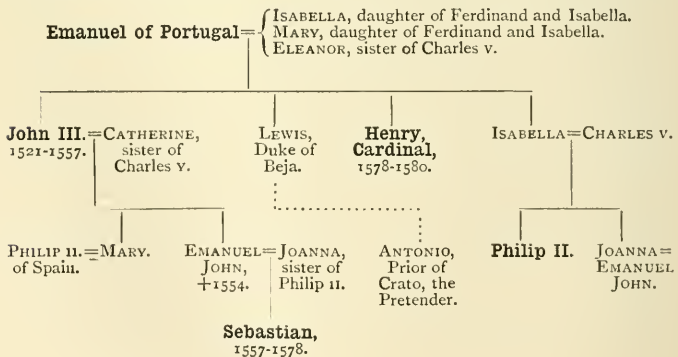 Emanuel of Portugal=
ISABELLA, daughter of Ferdinand and Isabella.
MARY, daughter of Ferdinand and Isabella.
ELEANOR, sister of Charles V.
John III.=CATHERINE,
1521-1557. sister of
Charles V.
LEWIS,
Duke of
Beja.
Henry,
Cardinal,
1578-1580.
ISABELLA=CHARLES V.
PHILIP II.=MARY.
of Spain.
EMANUEL=JOANNA,
JOHN, sister of
+1554. Philip II.
ANTONIO,
Prior of
Crato, the
Pretender.
Philip II.
JOANNA=
EMANUEL
JOHN.
Sebastian,
1557-1578.